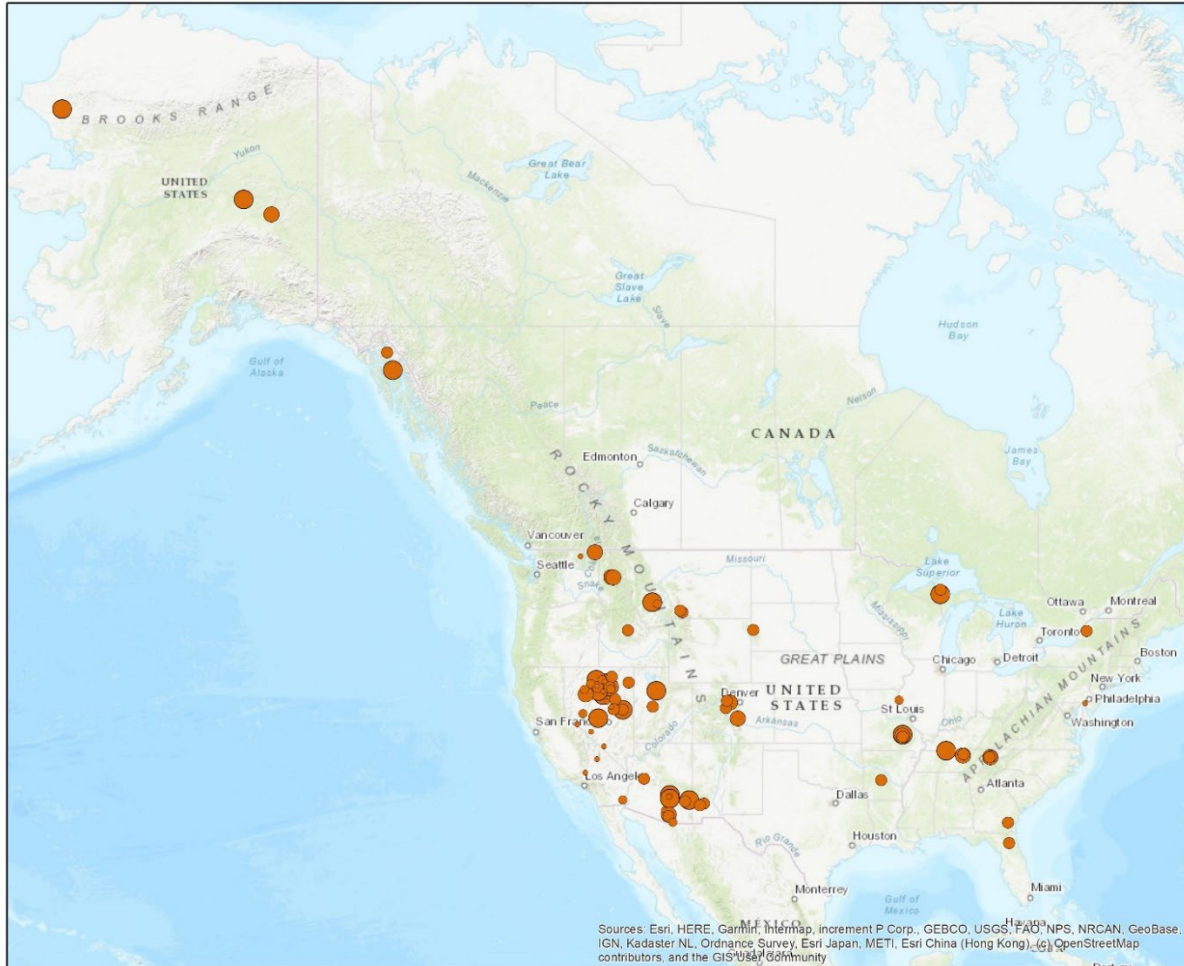 BROOKS RANGE
Yukon
UNITED
STATES
Great Bear
Lake
Mackenzie
Great
Slave
Lake
Slave
Hudson
Bay
Gulf of
Alaska
Peace
Nelson
CANADA
James
Bay
Edmonton
Saskatchewan
ROCKY MOUNTAINS
Calgary
Vancouver
Seattle
Snake
Missouri
Lake
Superior
Mississippi
Lake
Huron
Ottawa
Montreal
Toronto
GREAT PLAINS
Chicago
Detroit
Boston
APPALACHIAN MOUNTAINS
New York
Philadelphia
Washington
Denver
UNITED
STATES
St Louis
Ohio
Arkansas
San Francisco
Colorado
Los Angeles
Dallas
Atlanta
Houston
Rio Grande
Monterrey
Gulf of
Mexico
Miami
Havana
MÉXICO
Guadalajara
Sources: Esri, HERE, Garmin, Intermap, increment P Corp., GEBCO, USGS, FAO, NPS, NRCAN, GeoBase,
IGN, Kadaster NL, Ordnance Survey, Esri Japan, METI, Esri China (Hong Kong), (c) OpenStreetMap
contributors, and the GIS User Community